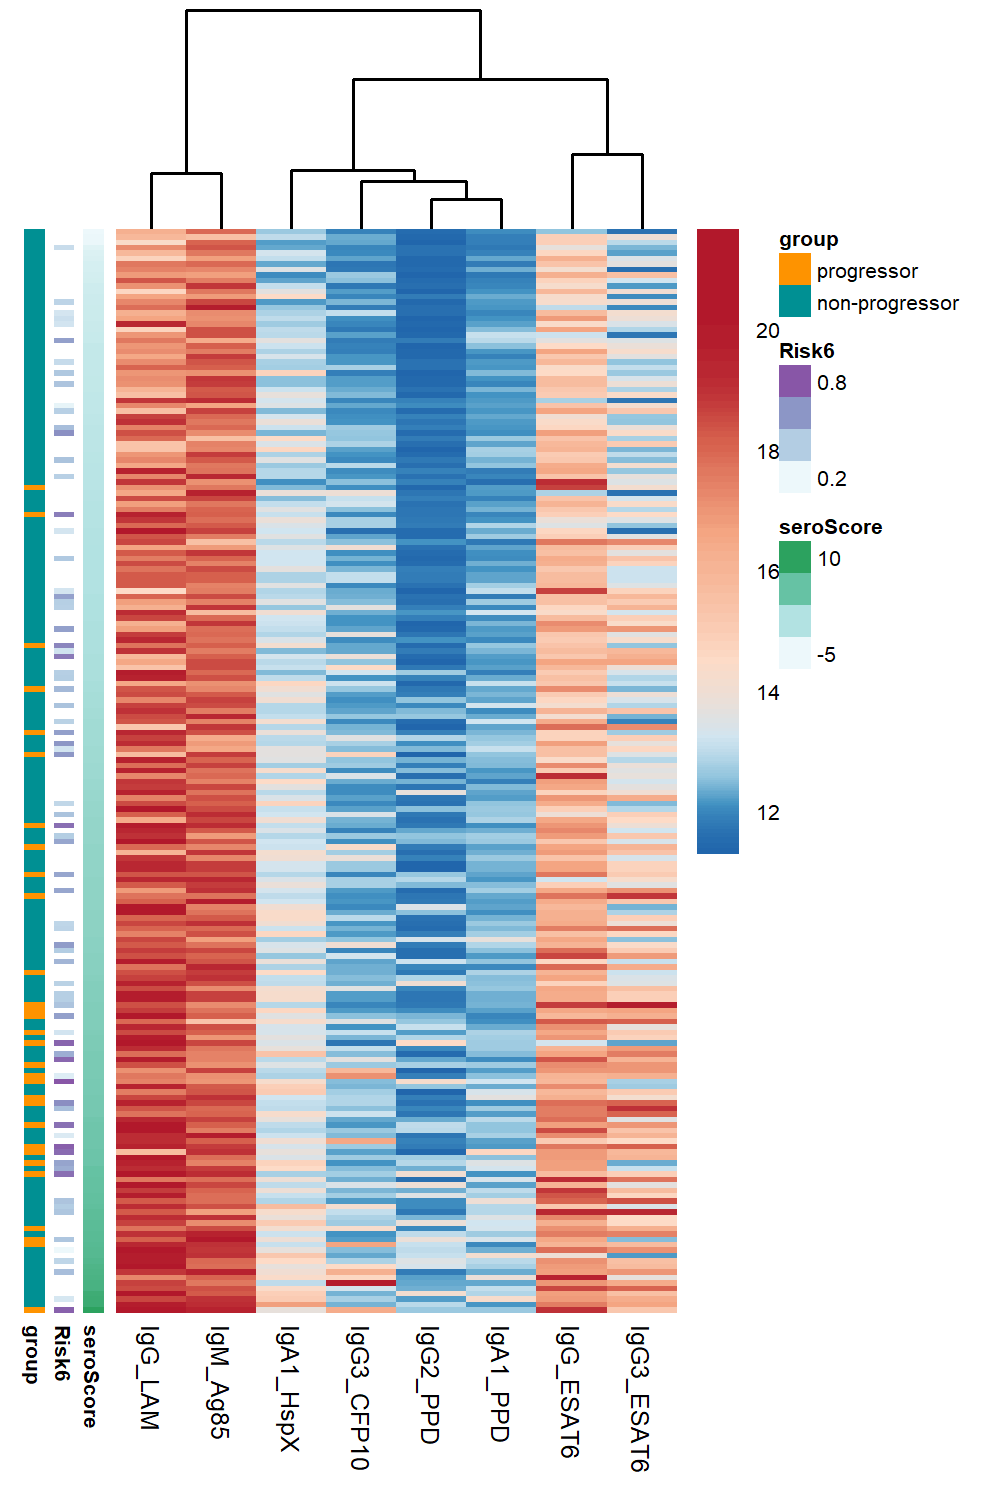 group
progressor
non-progressor
Risk6
0.8
0.2
seroScore
10
-5
20
18
16
14
12
group
Risk6
seroScore
IgG_LAM
IgM_Ag85
IgA1_HspX
IgG3_CFP10
IgG2_PPD
IgA1_PPD
IgG_ESAT6
IgG3_ESAT6